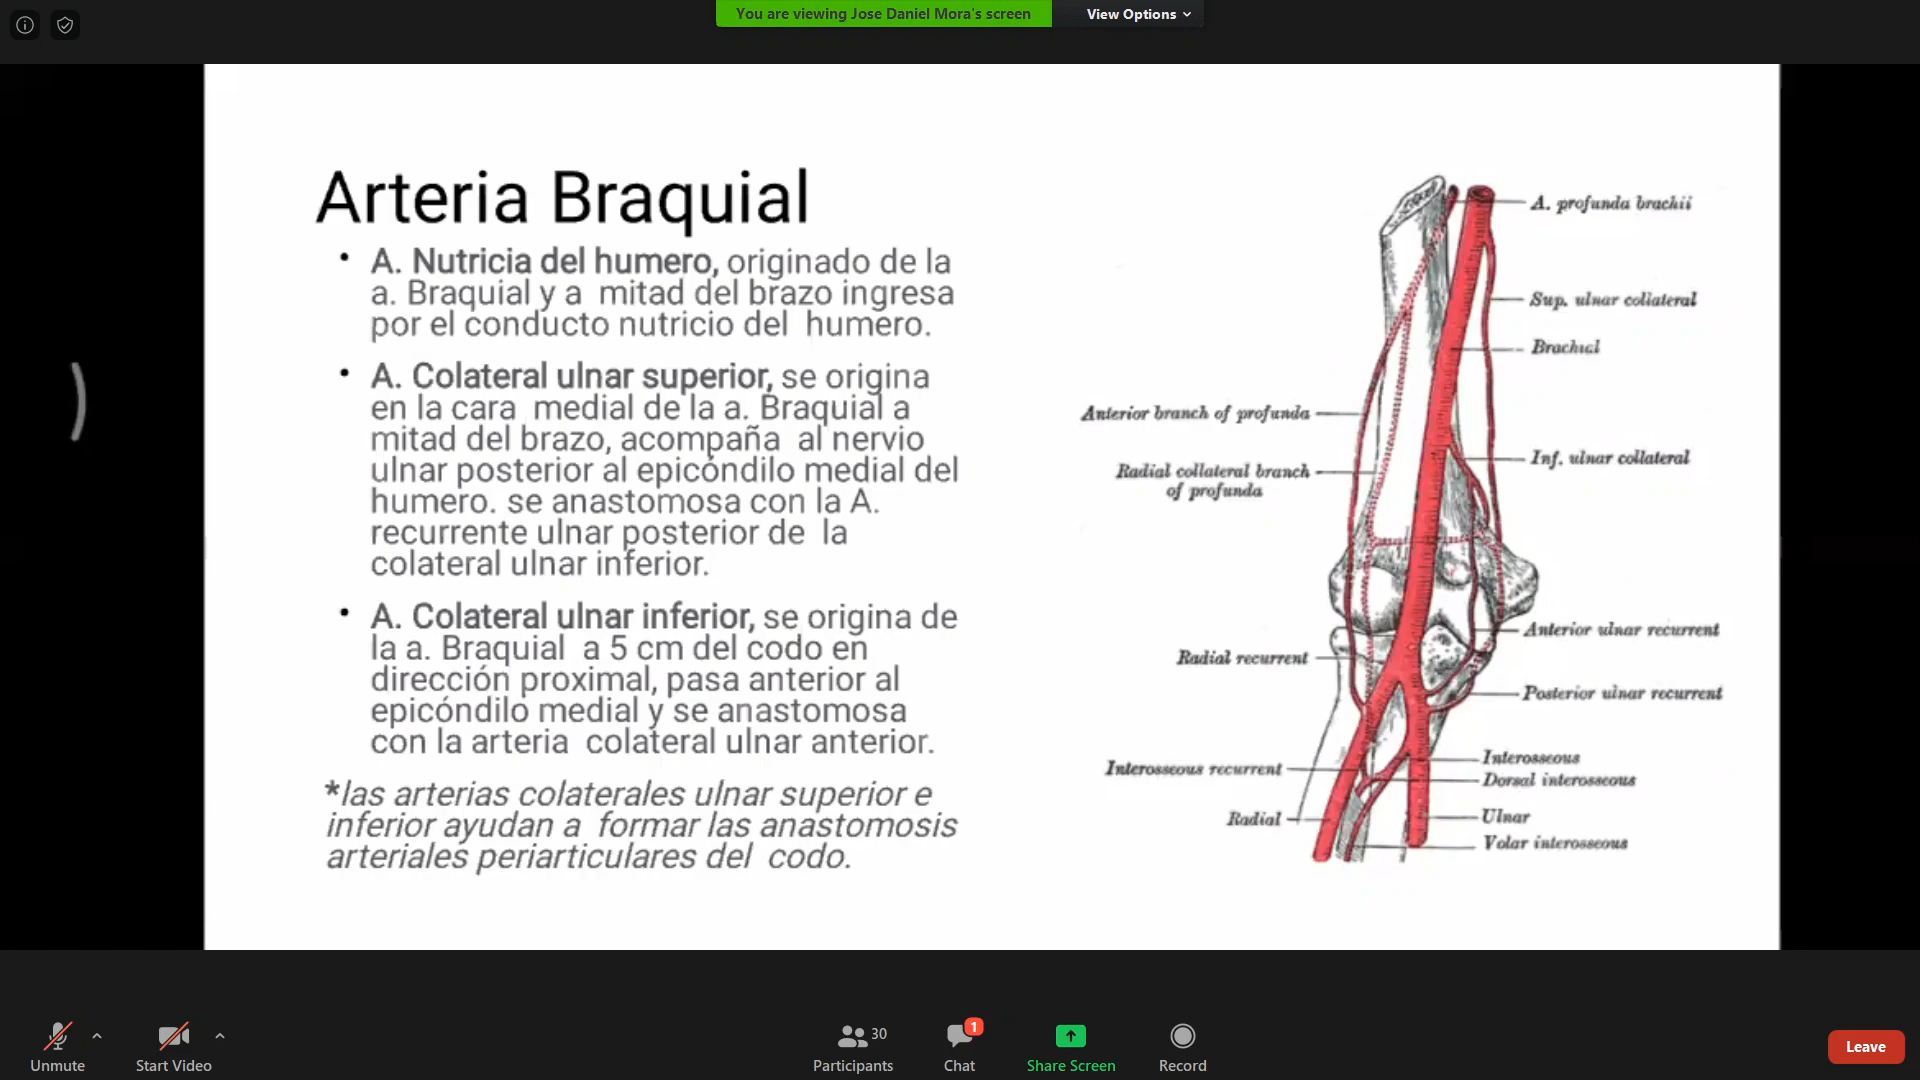 You are viewing Jose Daniel Mora's screen
View Options
Arteria Braquial
• A. Nutricia del humero, originado de la
a. Braquial y a mitad del brazo ingresa
por el conducto nutricio del humero.
• A. Colateral ulnar superior, se origina
en la cara medial de la a. Braquial a
mitad del brazo, acompaña al nervio
ulnar posterior al epicóndilo medial del
humero. se anastomosa con la A.
recurrente ulnar posterior de la
colateral ulnar inferior.
• A. Colateral ulnar inferior, se origina de
la a. Braquial a 5 cm del codo en
dirección proximal, pasa anterior al
epicóndilo medial y se anastomosa
con la arteria colateral ulnar anterior.
*las arterias colaterales ulnar superior e
inferior ayudan a formar las anastomosis
arteriales periarticulares del codo.
A. profunda brachii
Sup. ulnar collateral
Brachial
Anterior branch of profunda
Inf. ulnar collateral
Radial collateral branch
of profunda
Anterior ulnar recurrent
Radial recurrent
Posterior ulnar recurrent
Interosseous
Interosseous recurrent
Dorsal interosseous
Radial
Ulnar
Volar interosseous
Unmute
Start Video
30
Participants
1
Chat
Share Screen
Record
Leave